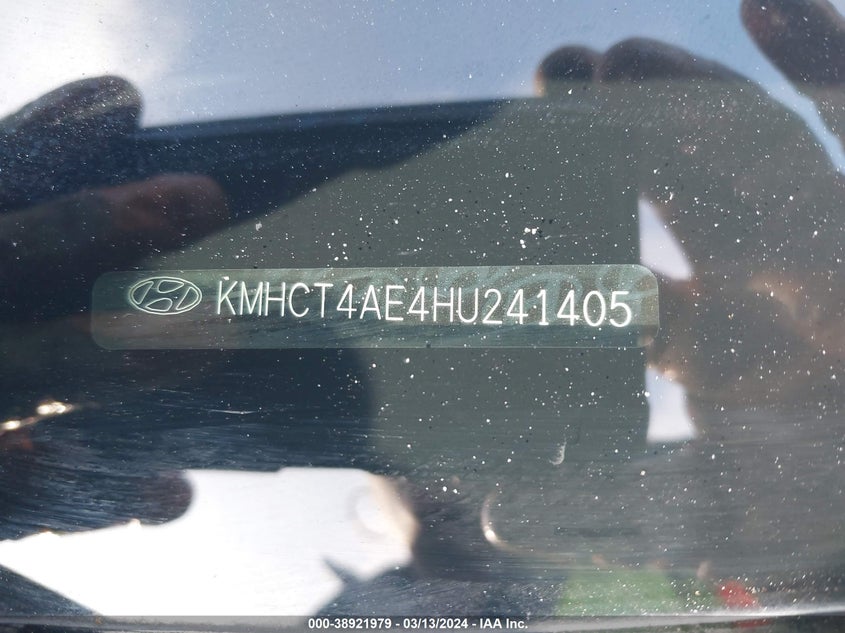 KMHCT4AE4HU241405
000-38921979 - 03/13/2024 - IAA Inc.